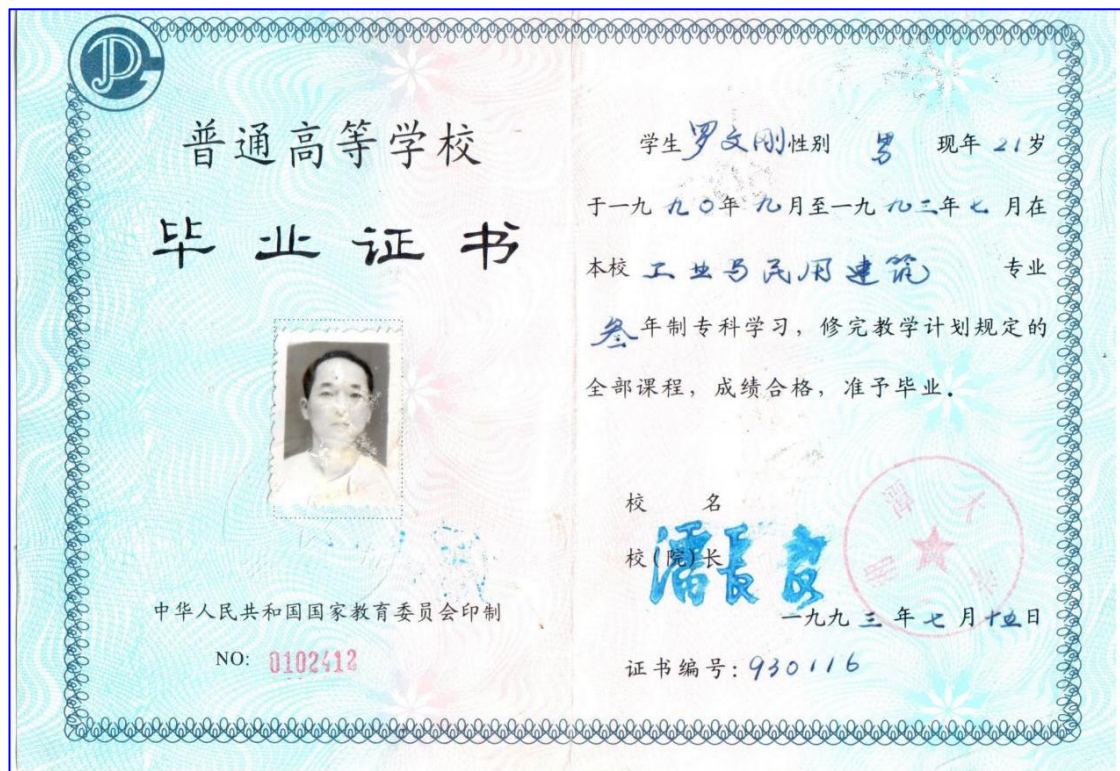 普通高等学校
毕业证书
中华人民共和国国家教育委员会印制
NO: 0102412
学生罗文刚性别 男 现年21岁
于一九九〇年九月至一九九三年七月在
本校 工业与民用建筑 专业
叁年制专科学习，修完教学计划规定的
全部课程，成绩合格，准予毕业．
校 名
校(院)长
一九九三年七月十五日
证书编号：930116